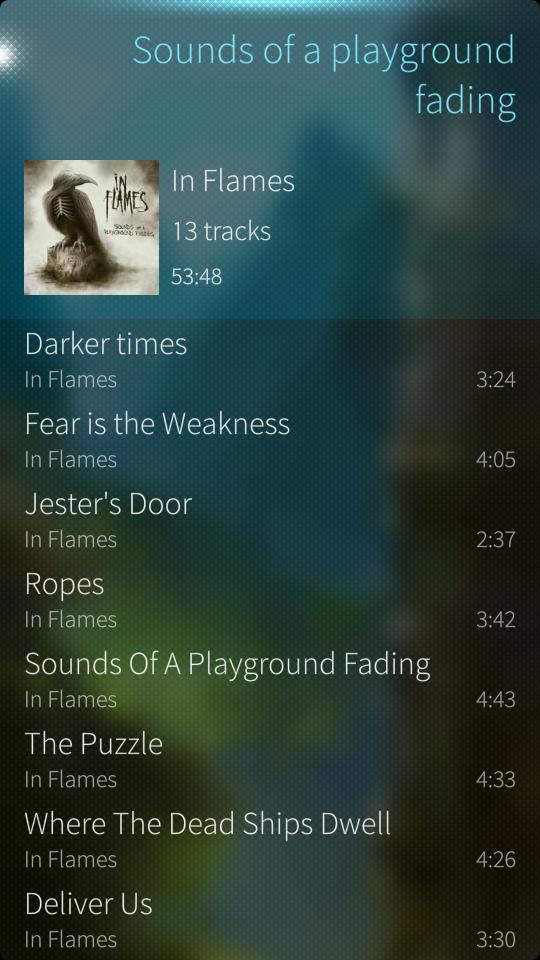 Sounds of a playground
fading
IN
FLAMES
SOUNDS OF A
PLAYGROUND FADING
In Flames
13 tracks
53:48
Darker times
In Flames 3:24
Fear is the Weakness
In Flames 4:05
Jester's Door
In Flames 2:37
Ropes
In Flames 3:42
Sounds Of A Playground Fading
In Flames 4:43
The Puzzle
In Flames 4:33
Where The Dead Ships Dwell
In Flames 4:26
Deliver Us
In Flames 3:30